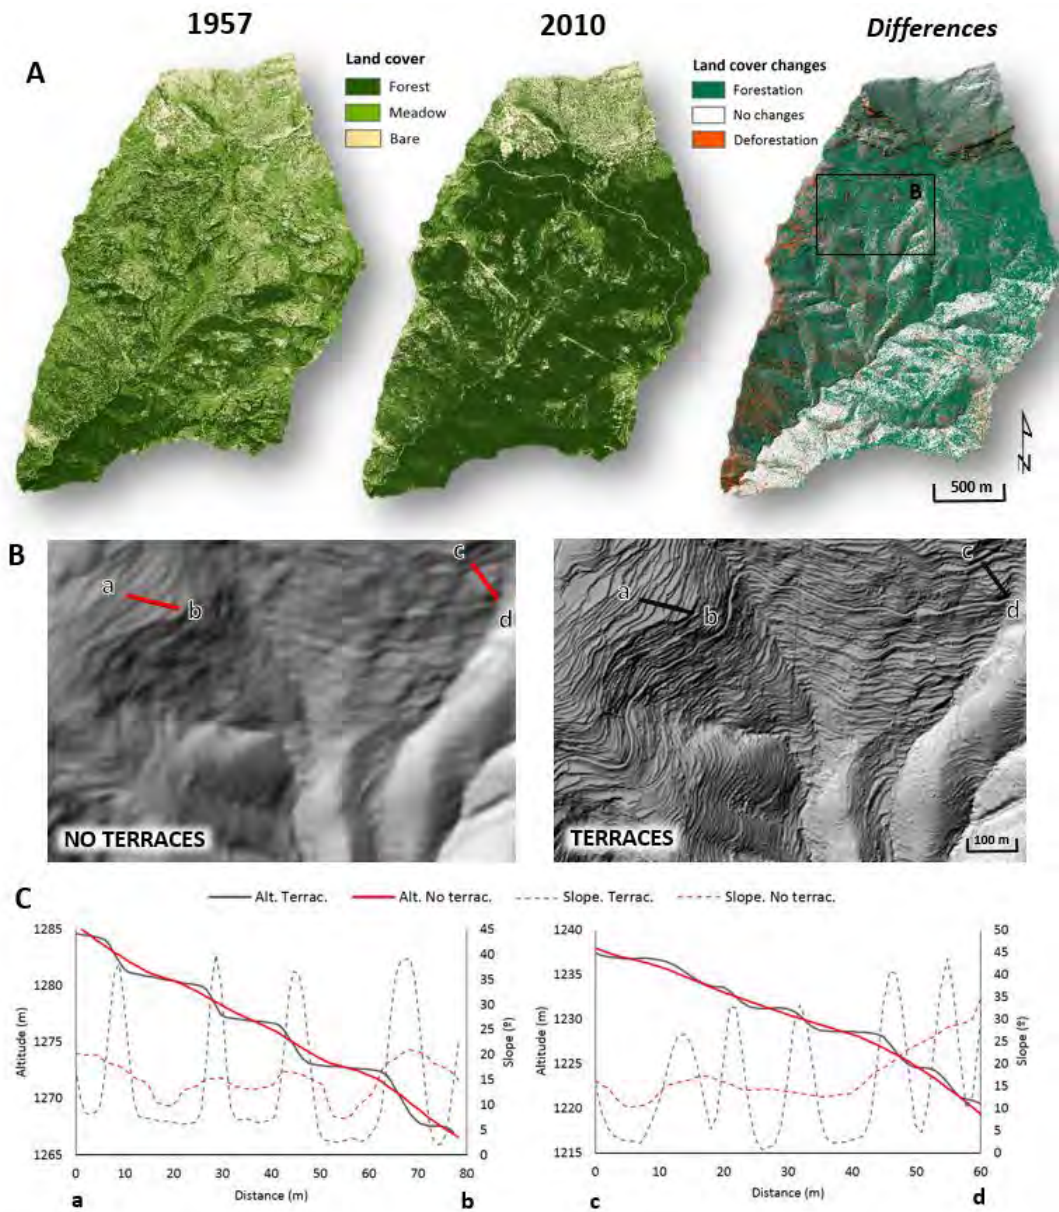 1957
2010
Differences
A
Land cover
Forest
Meadow
Bare
Land cover changes
Forestation
No changes
Deforestation
B
N
500 m
B
a
b
c
d
NO TERRACES
a
b
c
d
TERRACES
100 m
C
Alt. Terrac.
Alt. No terrac.
Slope. Terrac.
Slope. No terrac.
1285
1280
1275
1270
1265
Altitude (m)
45
40
35
30
25
20
15
10
5
0
Slope (º)
0 10 20 30 40 50 60 70 80
Distance (m)
a
b
1240
1235
1230
1225
1220
1215
Altitude (m)
50
45
40
35
30
25
20
15
10
5
0
Slope (º)
0 10 20 30 40 50 60
Distance (m)
c
d